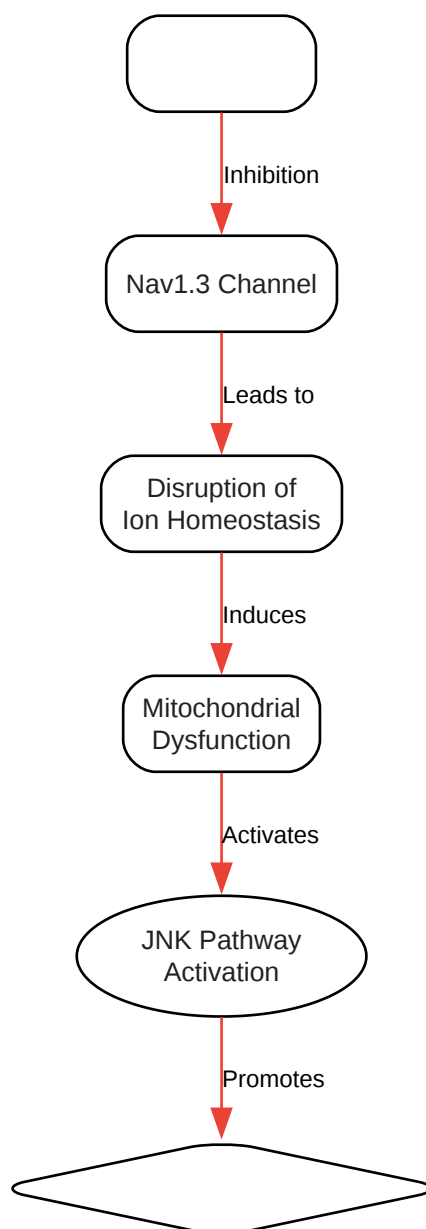 Inhibition
Nav1.3 Channel
Leads to
Disruption of
Ion Homeostasis
Induces
Mitochondrial
Dysfunction
Activates
JNK Pathway
Activation
Promotes